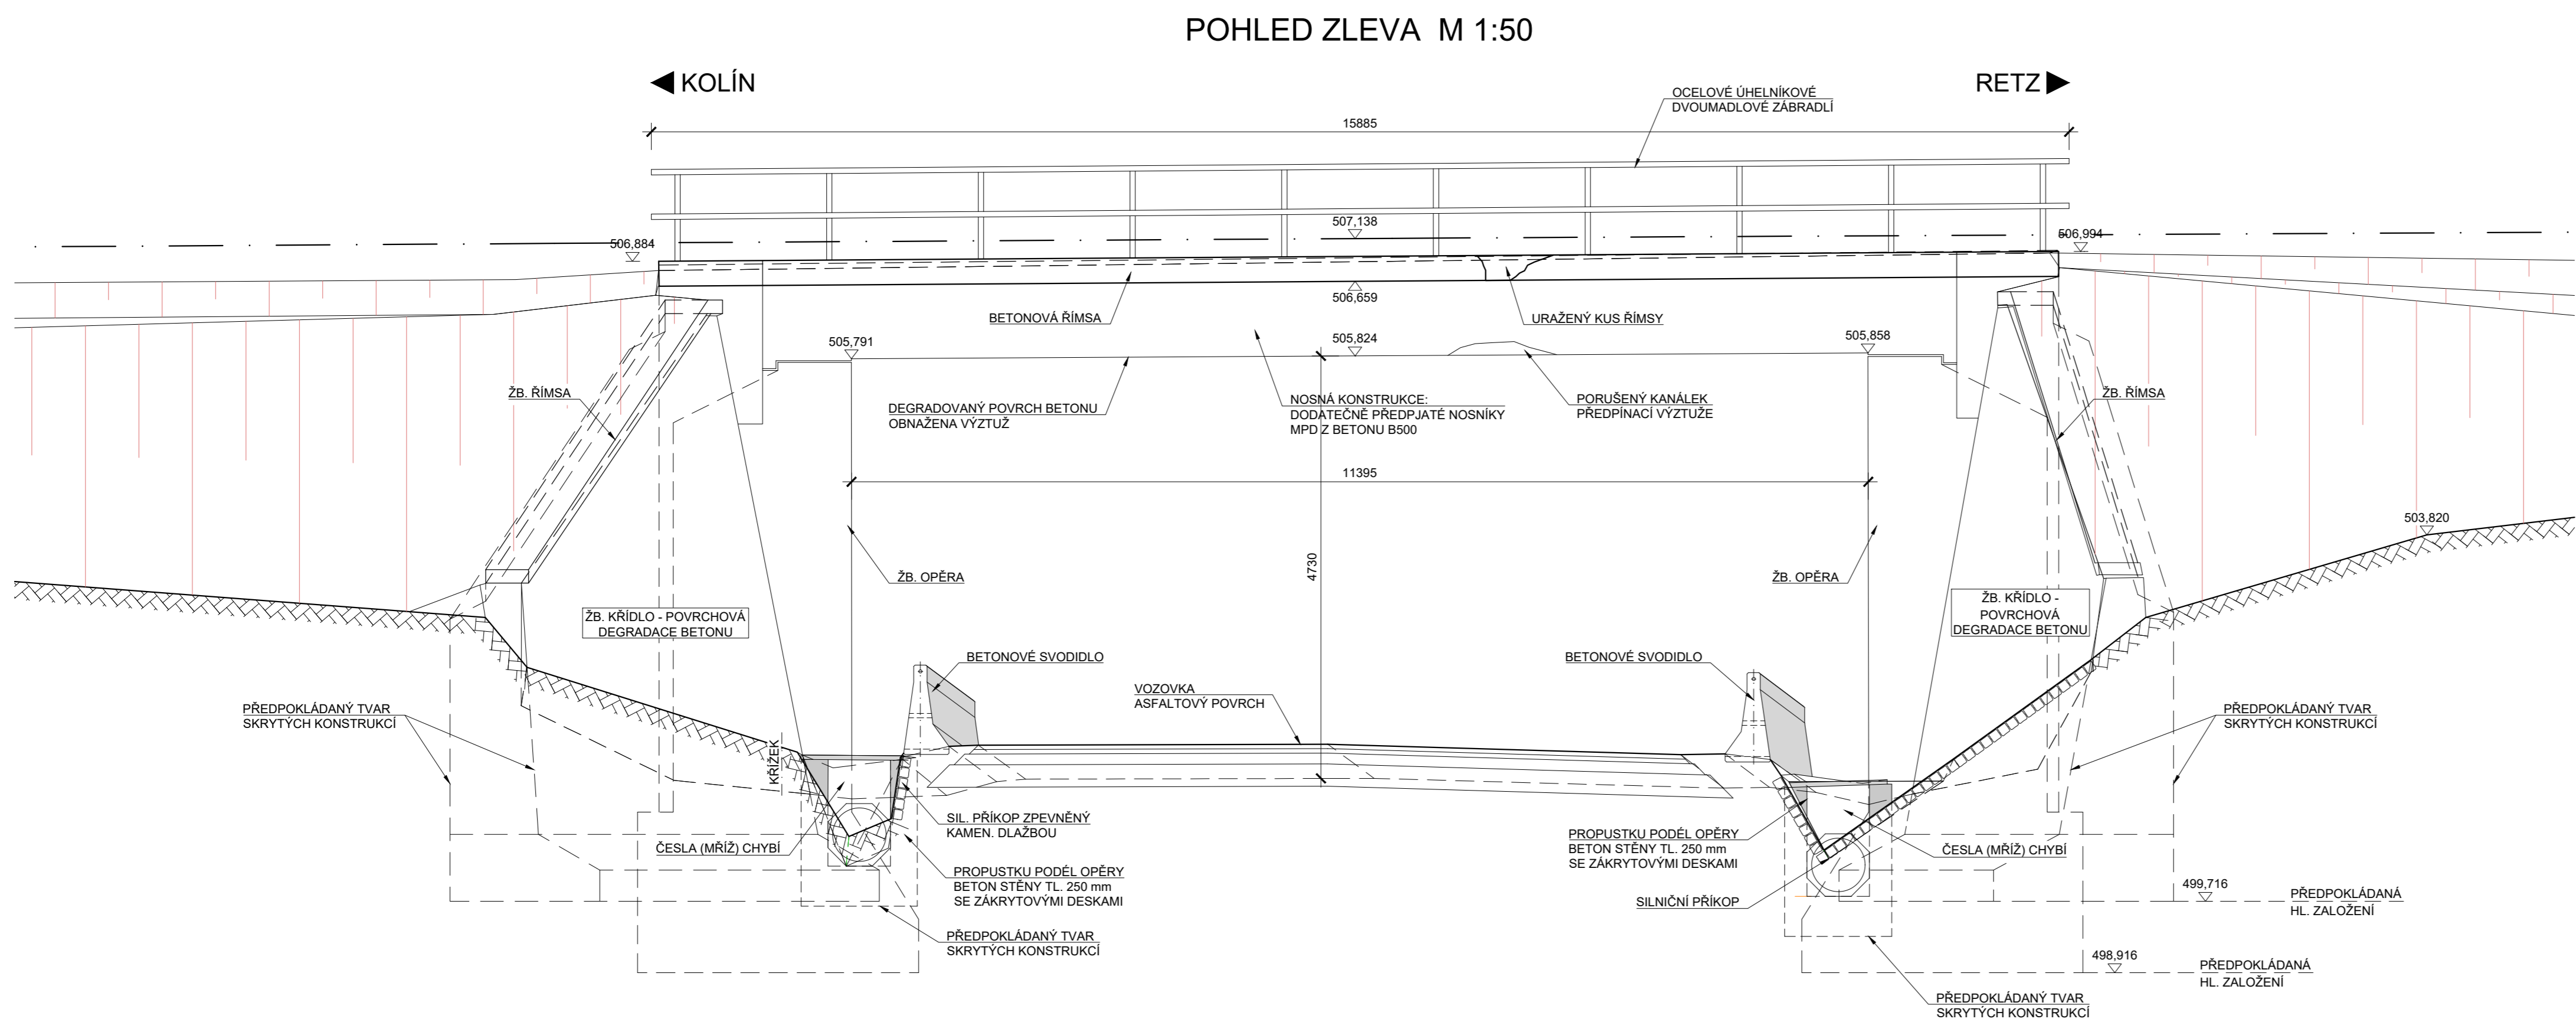 POHLED ZLEVA  M 1:50
KOLÍN
RETZ
OCELOVÉ ÚHELNÍKOVÉ
DVOUMADLOVÉ ZÁBRADLÍ
15885
507,138
506,884
506,994
506,659
BETONOVÁ ŘÍMSA
URAŽENÝ KUS ŘÍMSY
505,791
505,824
505,858
ŽB. ŘÍMSA
ŽB. ŘÍMSA
DEGRADOVANÝ POVRCH BETONU
OBNAŽENA VÝZTUŽ
NOSNÁ KONSTRUKCE:
DODATEČNĚ PŘEDPJATÉ NOSNÍKY
MPD Z BETONU B500
PORUŠENÝ KANÁLEK
PŘEDPÍNACÍ VÝZTUŽE
11395
503,820
4730
ŽB. OPĚRA
ŽB. OPĚRA
ŽB. KŘÍDLO - POVRCHOVÁ
DEGRADACE BETONU
ŽB. KŘÍDLO -
POVRCHOVÁ
DEGRADACE BETONU
BETONOVÉ SVODIDLO
BETONOVÉ SVODIDLO
VOZOVKA
ASFALTOVÝ POVRCH
PŘEDPOKLÁDANÝ TVAR
SKRYTÝCH KONSTRUKCÍ
PŘEDPOKLÁDANÝ TVAR
SKRYTÝCH KONSTRUKCÍ
KŘÍŽEK
SIL. PŘÍKOP ZPEVNĚNÝ
KAMEN. DLAŽBOU
ČESLA (MŘÍŽ) CHYBÍ
PROPUSTKU PODÉL OPĚRY
BETON STĚNY TL. 250 mm
SE ZÁKRYTOVÝMI DESKAMI
PROPUSTKU PODÉL OPĚRY
BETON STĚNY TL. 250 mm
SE ZÁKRYTOVÝMI DESKAMI
ČESLA (MŘÍŽ) CHYBÍ
SILNIČNÍ PŘÍKOP
499,716
PŘEDPOKLÁDANÁ
HL. ZALOŽENÍ
PŘEDPOKLÁDANÝ TVAR
SKRYTÝCH KONSTRUKCÍ
498,916
PŘEDPOKLÁDANÁ
HL. ZALOŽENÍ
PŘEDPOKLÁDANÝ TVAR
SKRYTÝCH KONSTRUKCÍ